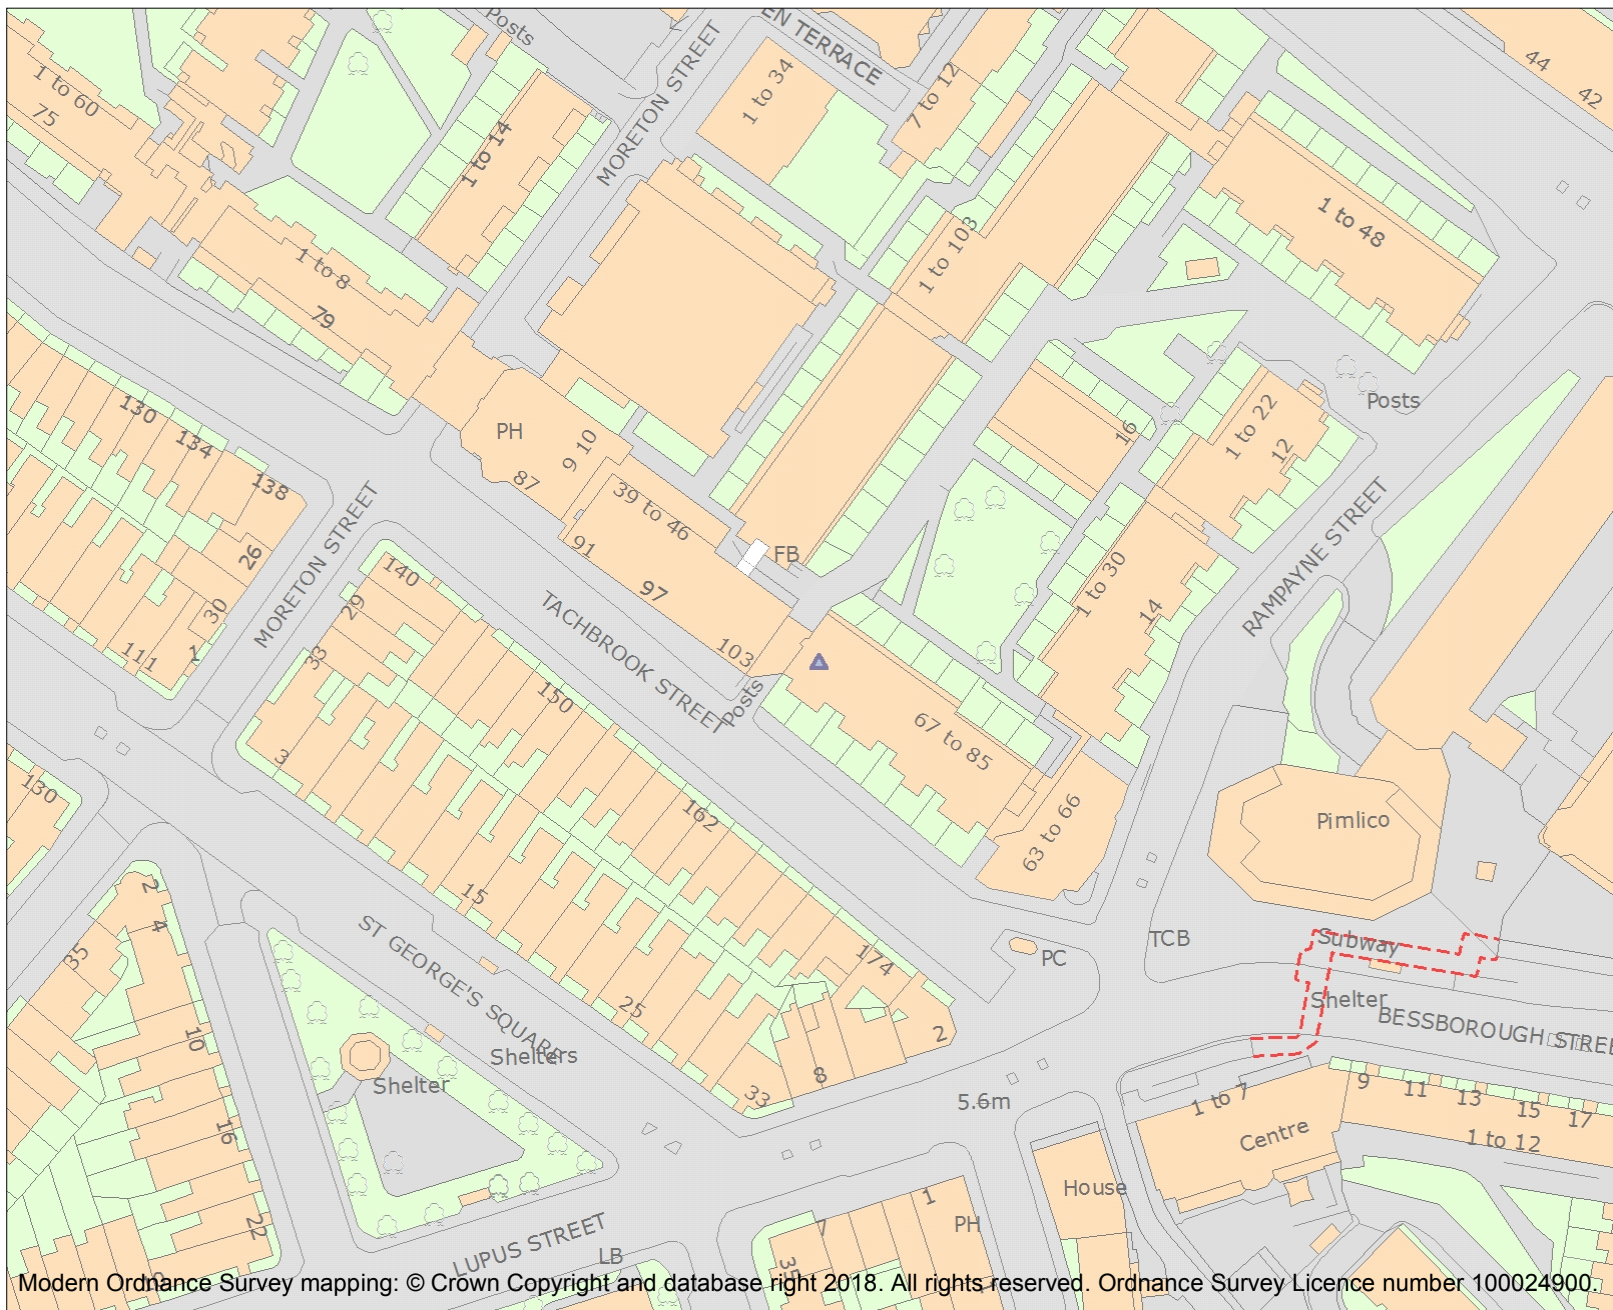 Posts
EN TERRACE
MORETON STREET
44
42
1 to 60
75
1 to 34
7 to 12
1 to 14
1 to 48
1 to 103
1 to 8
79
Posts
130
134
138
PH
9 10
87
16
1 to 22
12
39 to 46
91
97
FB
103
26
30
1
111
MORETON STREET
140
29
33
TACHBROOK STREET
Posts
RAMPAYNE STREET
1 to 30
14
67 to 85
63 to 66
150
3
130
162
15
Pimlico
2
4
35
ST GEORGE'S SQUARE
174
PC
TCB
Subway
Shelter
BESSBOROUGH STREE
10
25
Shelters
Shelter
2
8
33
5.6m
16
9
11
13
15
17
1 to 7
Centre
1 to 12
House
22
LUPUS STREET
LB
7
1
PH
35
Modern Ordnance Survey mapping: © Crown Copyright and database right 2018. All rights reserved. Ordnance Survey Licence number 100024900.